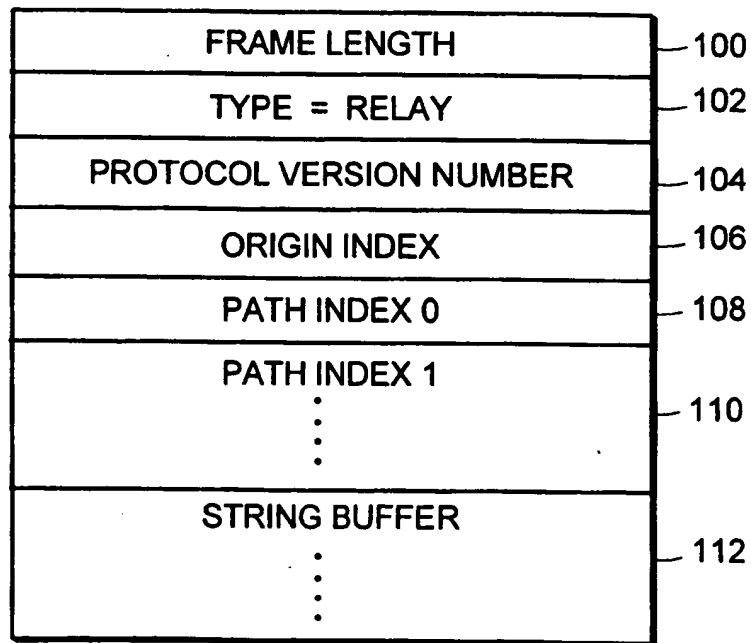 FRAME LENGTH 100
TYPE = RELAY 102
PROTOCOL VERSION NUMBER 104
ORIGIN INDEX 106
PATH INDEX 0 108
PATH INDEX 1
110
STRING BUFFER
112